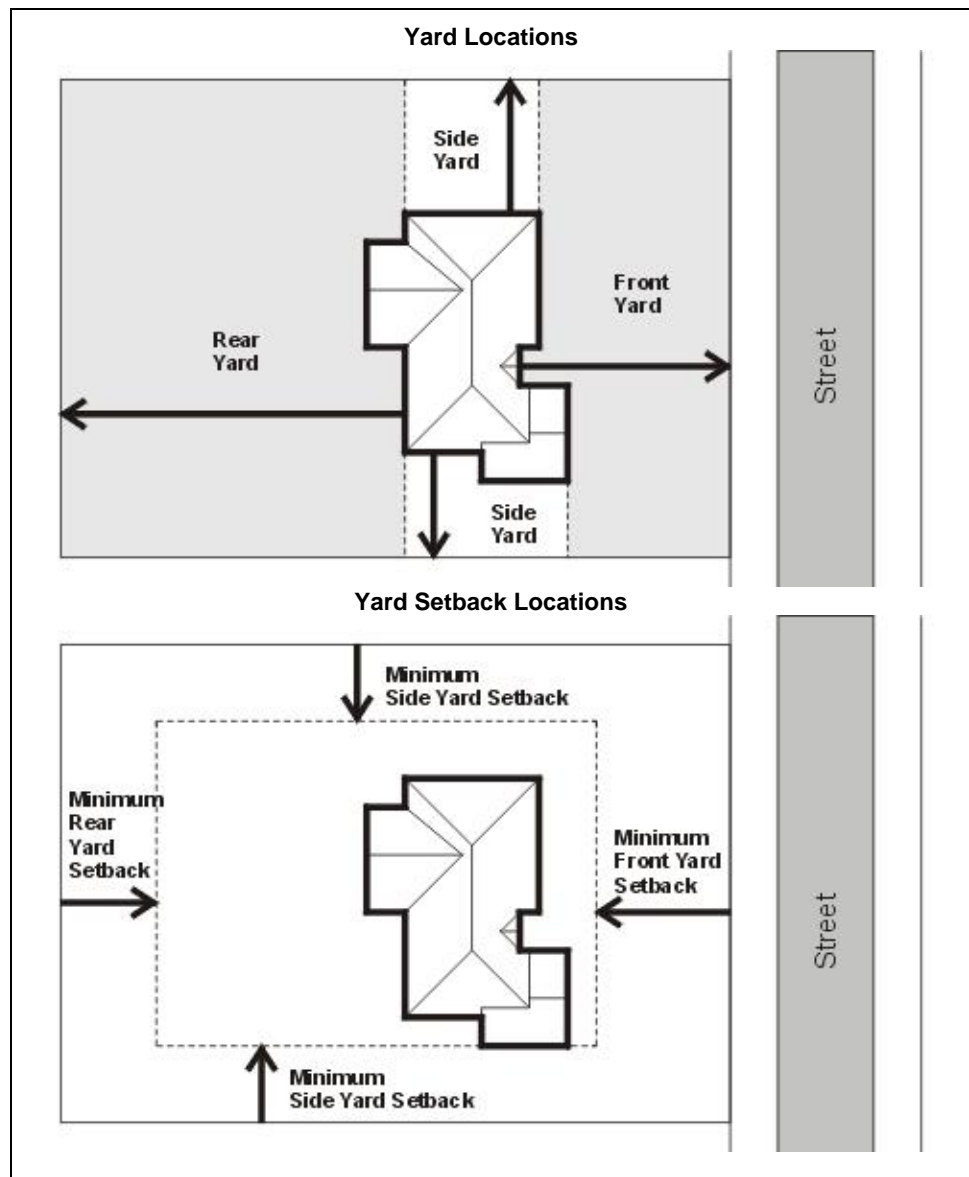 Yard Locations
Side
Yard
Front
Yard
Rear
Yard
Street
Side
Yard
Yard Setback Locations
Minimum
Side Yard Setback
Minimum
Rear
Yard
Setback
Minimum
Front Yard
Setback
Street
Minimum
Side Yard Setback